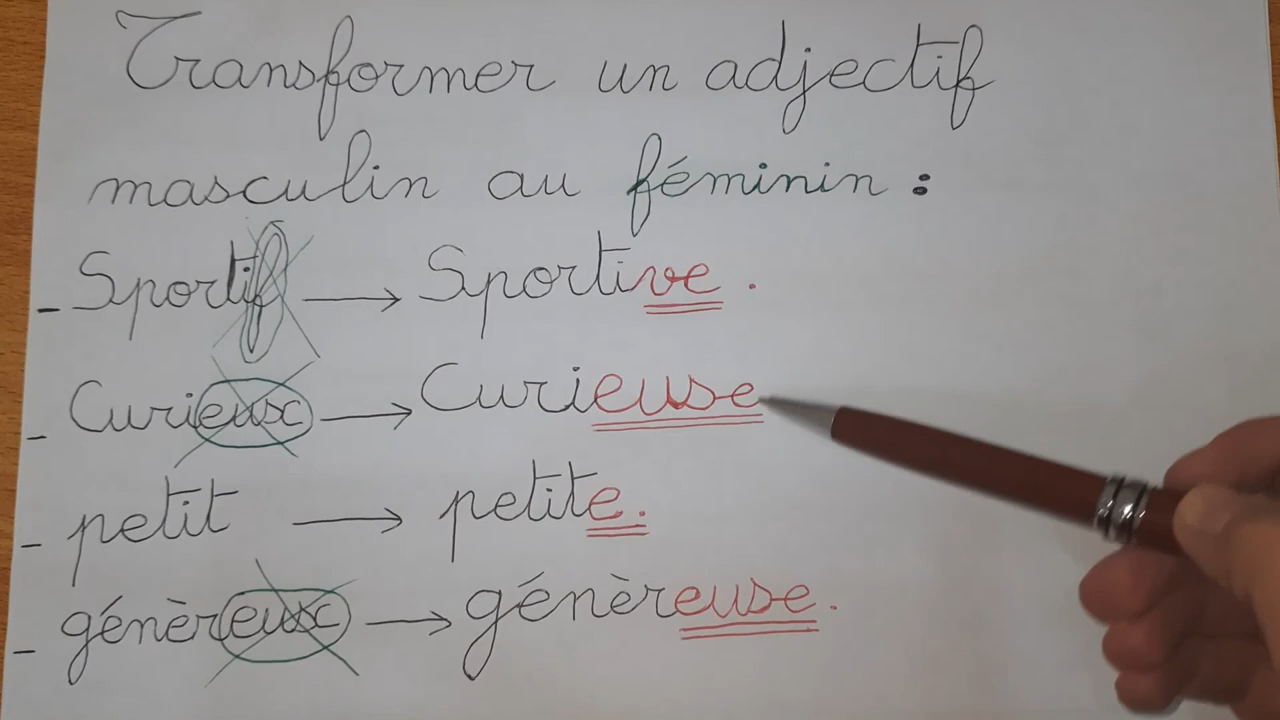 Transformer un adjectif
masculin au féminin :
- Sportif → Sportive.
- Curieux → Curieuse
- petit → petite.
- génèreux → génèreuse.